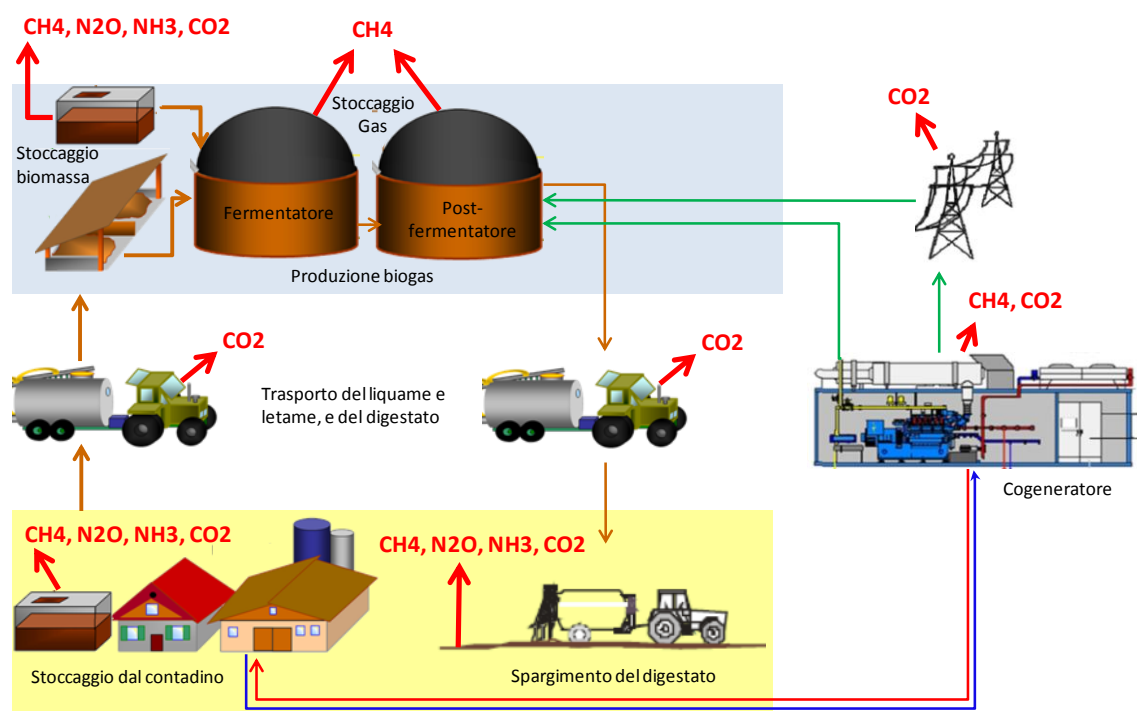 CH4, N2O, NH3, CO2
CH4
Stoccaggio
Gas
CO2
Stoccaggio
biomassa
Fermentatore
Post-
fermentatore
Produzione biogas
CH4, CO2
CO2
CO2
Trasporto del liquame e
letame, e del digestato
Cogeneratore
CH4, N2O, NH3, CO2
CH4, N2O, NH3, CO2
Stoccaggio dal contadino
Spargimento del digestato